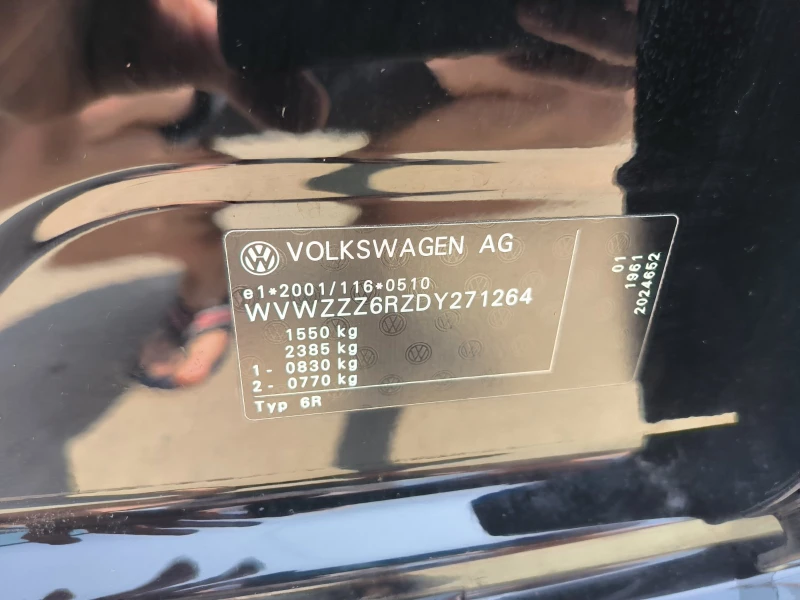 VOLKSWAGEN AG
e1*2001/116*0510
WVWZZZ6RZDY271264
1550 kg
2385 kg
1- 0830 kg
2- 0770 kg
Typ 6R
01
1961
2024652